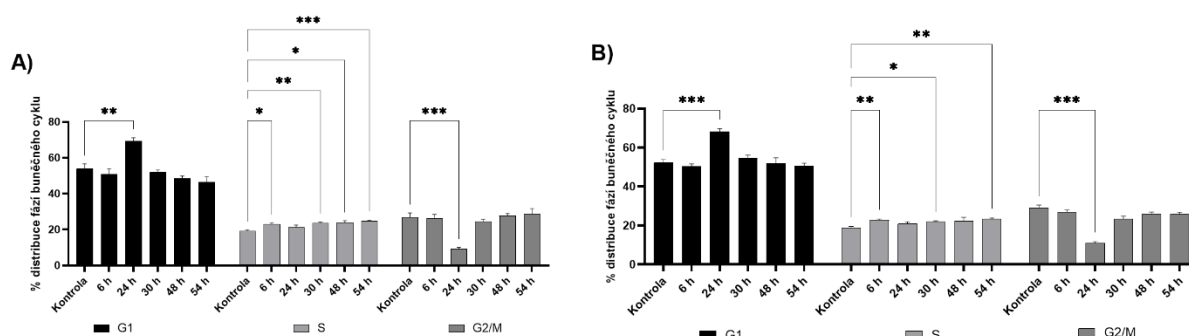 A)
% distribuce fází buněčného cyklu
80
60
40
20
0
**
*
**
*
***
***
Kontrola 6 h 24 h 30 h 48 h 54 h Kontrola 6 h 24 h 30 h 48 h 54 h Kontrola 6 h 24 h 30 h 48 h 54 h
G1 S G2/M
B)
% distribuce fází buněčného cyklu
80
60
40
20
0
***
**
*
**
***
Kontrola 6 h 24 h 30 h 48 h 54 h Kontrola 6 h 24 h 30 h 48 h 54 h Kontrola 6 h 24 h 30 h 48 h 54 h
G1 S G2/M